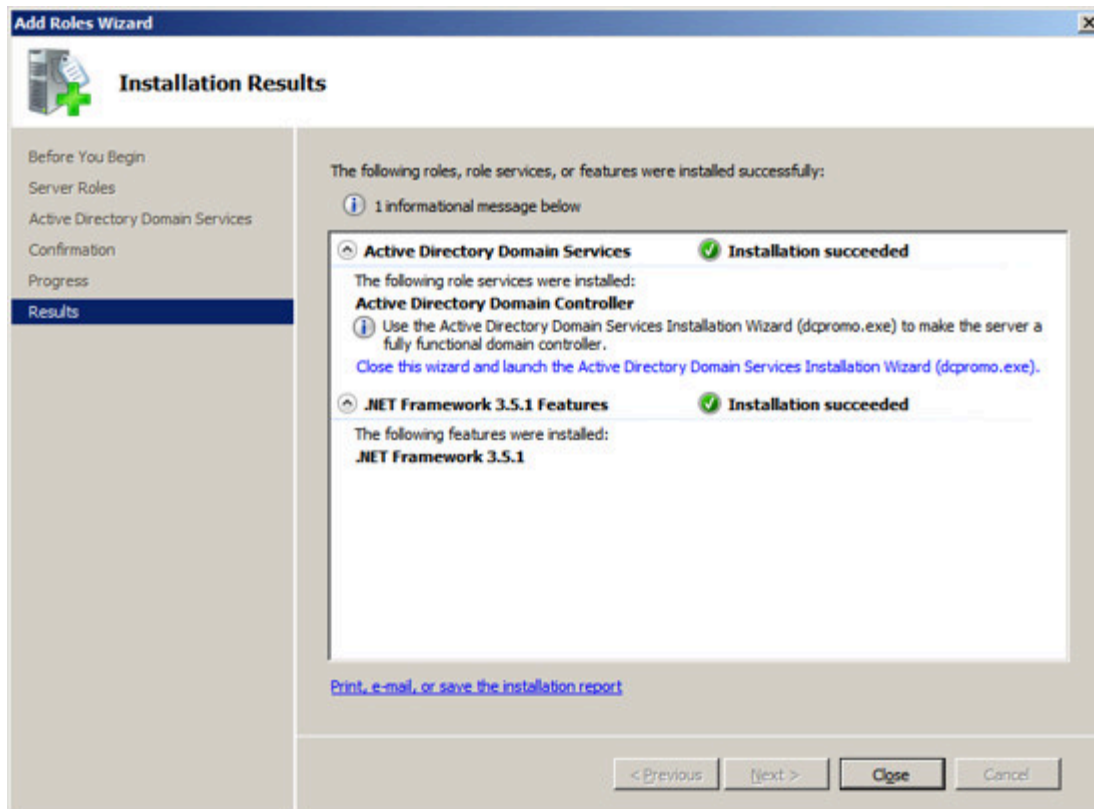 Add Roles Wizard
Installation Results
Before You Begin
Server Roles
Active Directory Domain Services
Confirmation
Progress
Results
The following roles, role services, or features were installed successfully:
1 informational message below
Active Directory Domain Services Installation succeeded
The following role services were installed:
Active Directory Domain Controller
Use the Active Directory Domain Services Installation Wizard (dcpromo.exe) to make the server a
fully functional domain controller.
Close this wizard and launch the Active Directory Domain Services Installation Wizard (dcpromo.exe).
.NET Framework 3.5.1 Features Installation succeeded
The following features were installed:
.NET Framework 3.5.1
Print, e-mail, or save the installation report
< Previous Next > Close Cancel